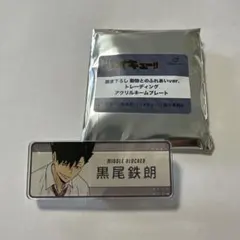 ハイキュー!!
描き下ろし 動物とのふれあいver.
トレーディング
アクリルネームプレート
MIDDLE BLOCKER
黒尾鉄朗